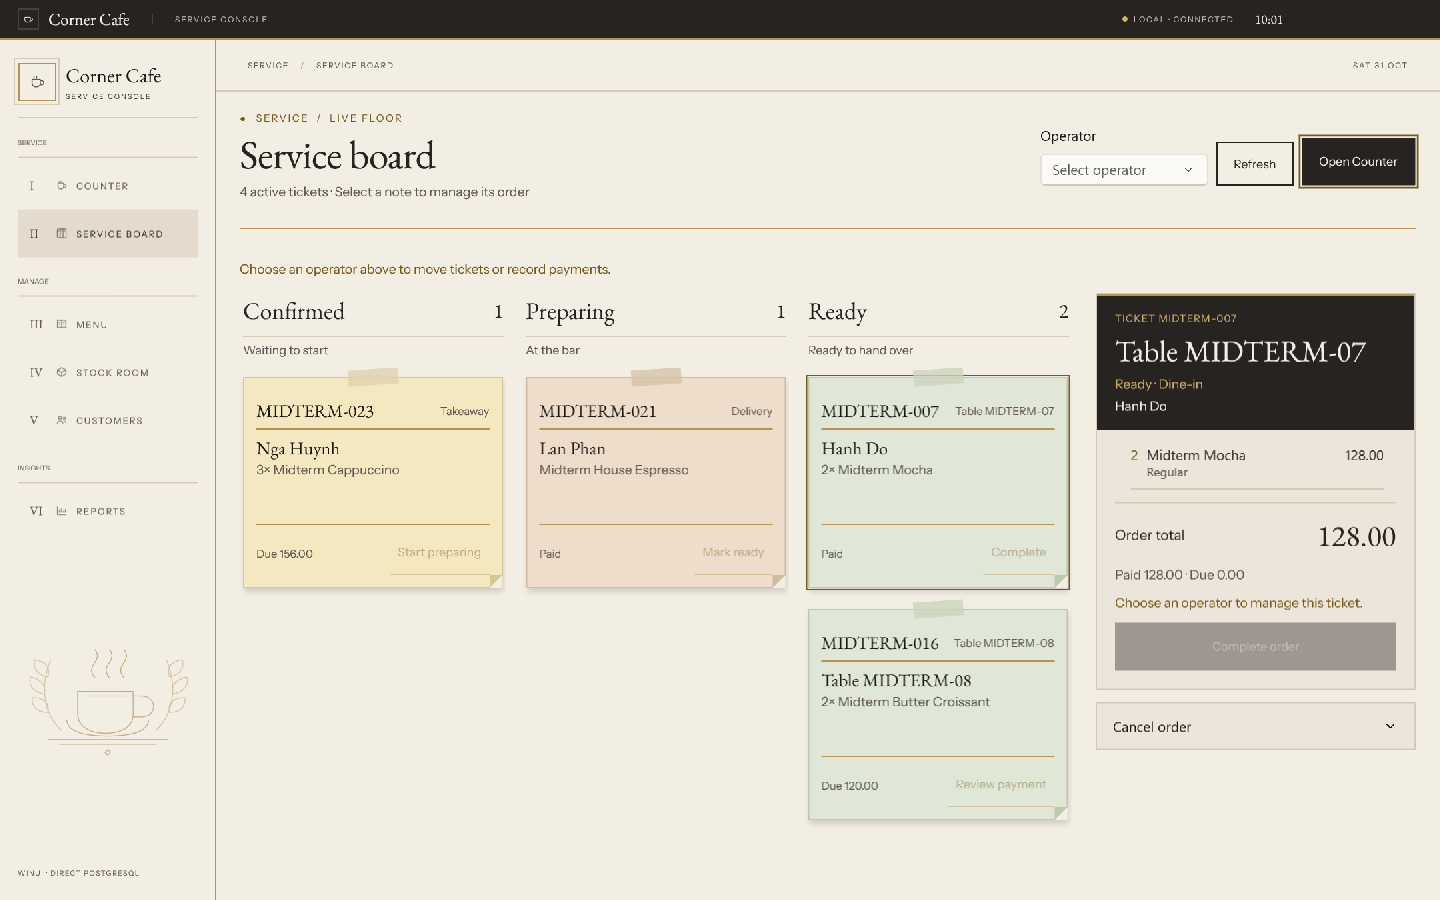 Corner Cafe
SERVICE CONSOLE
LOCAL · CONNECTED
10:01
Corner Cafe
SERVICE CONSOLE
SERVICE
I COUNTER
II SERVICE BOARD
MANAGE
III MENU
IV STOCK ROOM
V CUSTOMERS
INSIGHTS
VI REPORTS
WINUI · DIRECT POSTGRESQL
SERVICE / SERVICE BOARD
SAT 31 OCT
SERVICE / LIVE FLOOR
Service board
4 active tickets · Select a note to manage its order
Operator
Select operator
Refresh
Open Counter
Choose an operator above to move tickets or record payments.
Confirmed 1
Waiting to start
MIDTERM-023 Takeaway
Nga Huynh
3× Midterm Cappuccino
Due 156.00 Start preparing
Preparing 1
At the bar
MIDTERM-021 Delivery
Lan Phan
Midterm House Espresso
Paid Mark ready
Ready 2
Ready to hand over
MIDTERM-007 Table MIDTERM-07
Hanh Do
2× Midterm Mocha
Paid Complete
MIDTERM-016 Table MIDTERM-08
Table MIDTERM-08
2× Midterm Butter Croissant
Due 120.00 Review payment
TICKET MIDTERM-007
Table MIDTERM-07
Ready · Dine-in
Hanh Do
2 Midterm Mocha 128.00
Regular
Order total 128.00
Paid 128.00 · Due 0.00
Choose an operator to manage this ticket.
Complete order
Cancel order